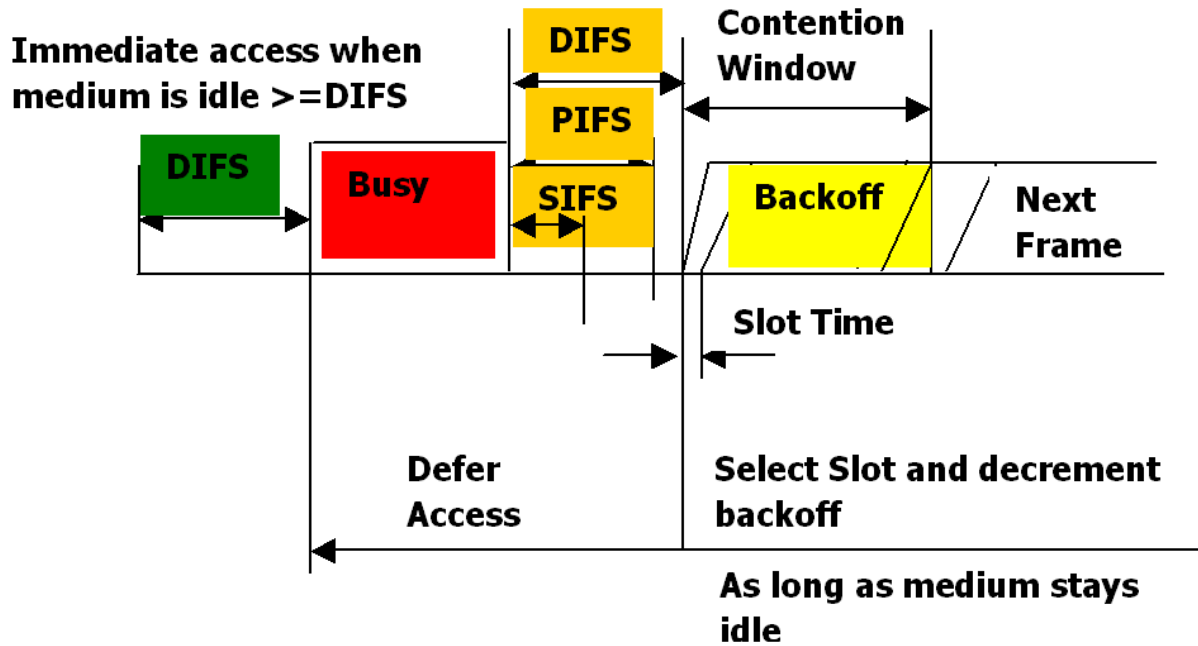 Immediate access when
medium is idle >=DIFS
DIFS
Contention
Window
PIFS
DIFS
Busy
SIFS
Backoff
Next
Frame
Slot Time
Defer
Access
Select Slot and decrement
backoff
As long as medium stays
idle